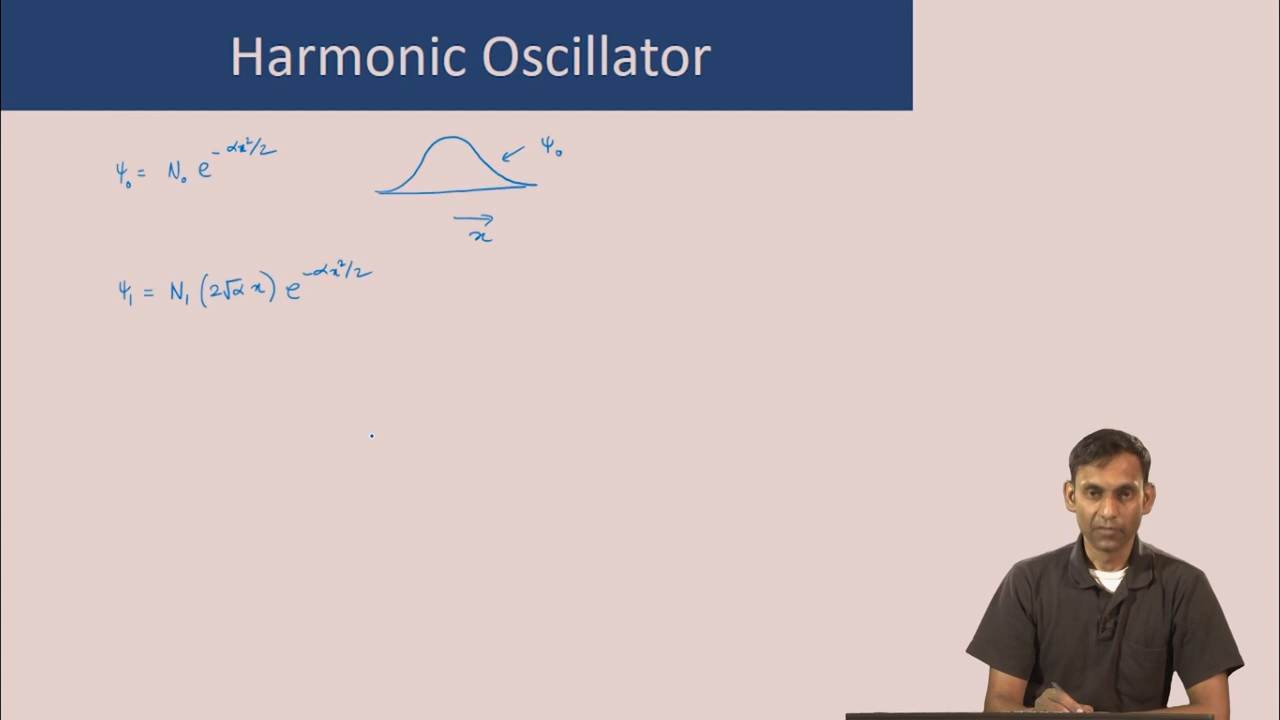 Harmonic Oscillator
ψ₀ = N₀ e^{-αx²/2}
ψ₀
x
ψ₁ = N₁ (2√α x) e^{-αx²/2}